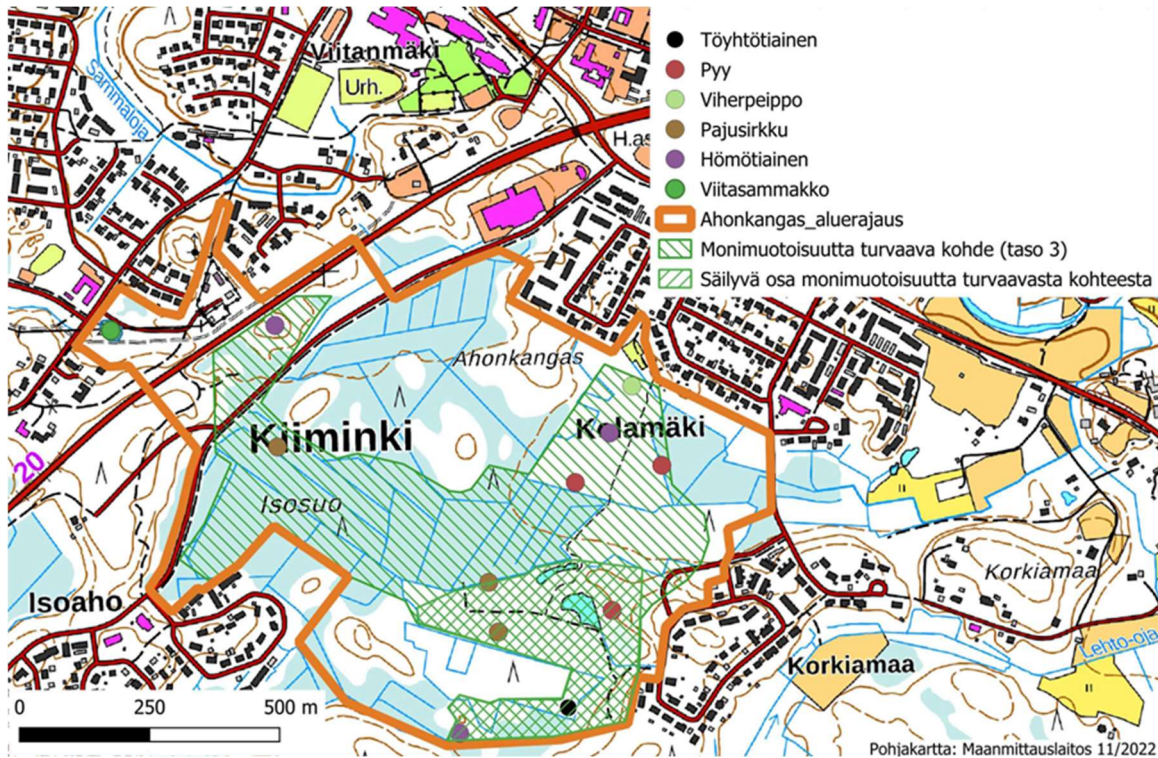 Viitanmäki
Urh.
Sammaloja
H.as
Töyhtötiainen
Pyy
Viherpeippo
Pajusirkku
Hömötiainen
Viitasammakko
Ahonkangas_aluerajaus
Monimuotoisuutta turvaava kohde (taso 3)
Säilyvä osa monimuotoisuutta turvaavasta kohteesta
Ahonkangas
Kiiminki
Kolamäki
20
Isosuo
Isoaho
Korkiamaa
Korkiamaa
Lehto-oja
0 250 500 m
Pohjakartta: Maanmittauslaitos 11/2022